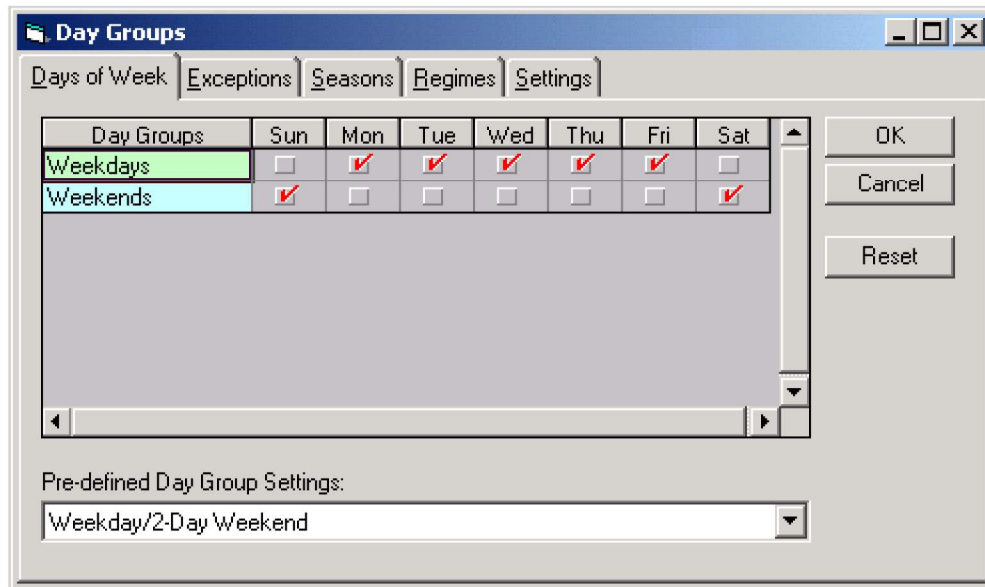 Day Groups
Days of Week Exceptions Seasons Regimes Settings
Day Groups Sun Mon Tue Wed Thu Fri Sat
OK
Weekdays
Cancel
Weekends
Reset
Pre-defined Day Group Settings:
Weekday/2-Day Weekend